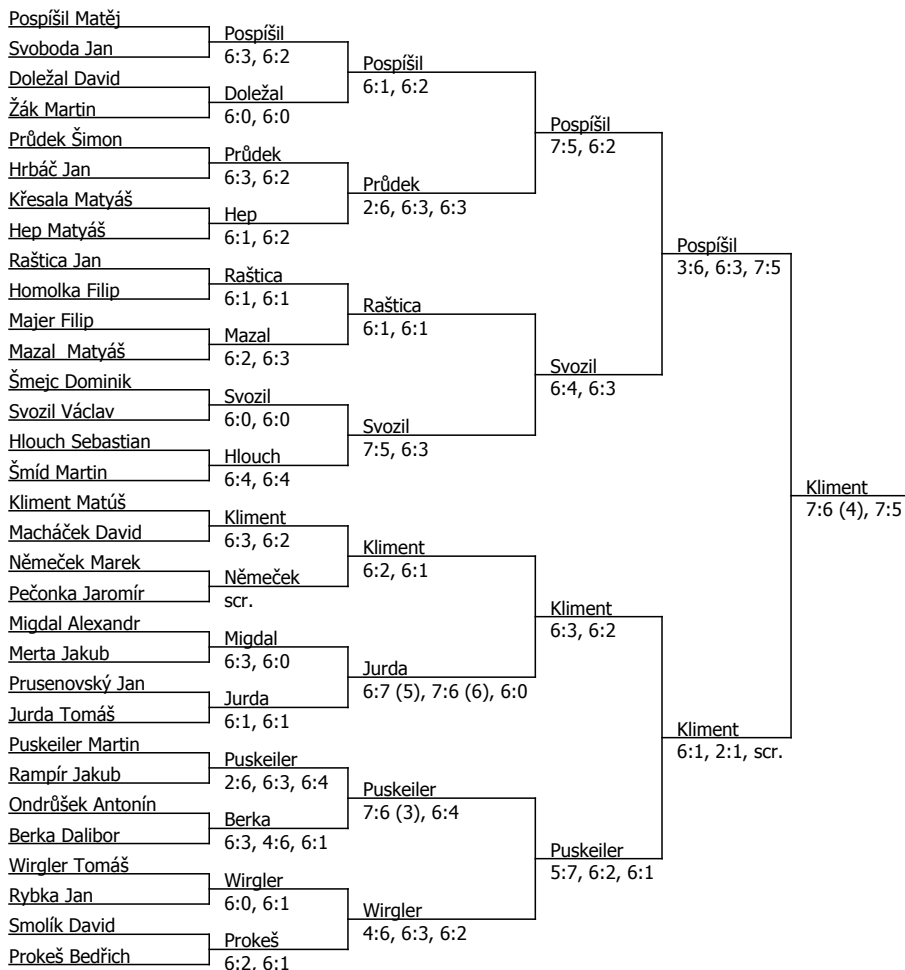 Pospíšil Matěj
Svoboda Jan
Doležal David
Žák Martin
Průdek Šimon
Hrbáč Jan
Křesala Matyáš
Hep Matyáš
Raštica Jan
Homolka Filip
Majer Filip
Mazal  Matyáš
Šmejc Dominik
Svozil Václav
Hlouch Sebastian
Šmíd Martin
Kliment Matúš
Macháček David
Němeček Marek
Pečonka Jaromír
Migdal Alexandr
Merta Jakub
Prusenovský Jan
Jurda Tomáš
Puskeiler Martin
Rampír Jakub
Ondrůšek Antonín
Berka Dalibor
Wirgler Tomáš
Rybka Jan
Smolík David
Prokeš Bedřich
Pospíšil
6:3, 6:2
Doležal
6:0, 6:0
Průdek
6:3, 6:2
Hep
6:1, 6:2
Raštica
6:1, 6:1
Mazal
6:2, 6:3
Svozil
6:0, 6:0
Hlouch
6:4, 6:4
Kliment
6:3, 6:2
Němeček
scr.
Migdal
6:3, 6:0
Jurda
6:1, 6:1
Puskeiler
2:6, 6:3, 6:4
Berka
6:3, 4:6, 6:1
Wirgler
6:0, 6:1
Prokeš
6:2, 6:1
Pospíšil
6:1, 6:2
Průdek
2:6, 6:3, 6:3
Raštica
6:1, 6:1
Svozil
7:5, 6:3
Kliment
6:2, 6:1
Jurda
6:7 (5), 7:6 (6), 6:0
Puskeiler
7:6 (3), 6:4
Wirgler
4:6, 6:3, 6:2
Pospíšil
7:5, 6:2
Svozil
6:4, 6:3
Kliment
6:3, 6:2
Puskeiler
5:7, 6:2, 6:1
Pospíšil
3:6, 6:3, 7:5
Kliment
6:1, 2:1, scr.
Kliment
7:6 (4), 7:5